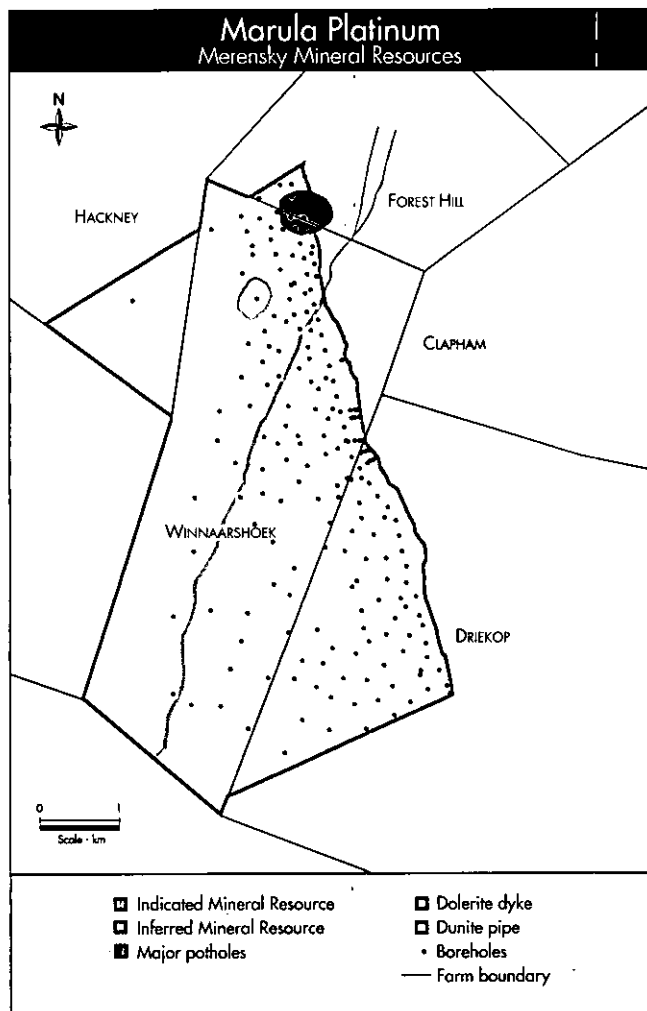 Marula Platinum
Merensky Mineral Resources
N
HACKNEY
FOREST HILL
CLAPHAM
WINNAARSHOEK
DRIEKOP
0 1
Scale - km
Indicated Mineral Resource
Inferred Mineral Resource
Major potholes
Dolerite dyke
Dunite pipe
Boreholes
Farm boundary